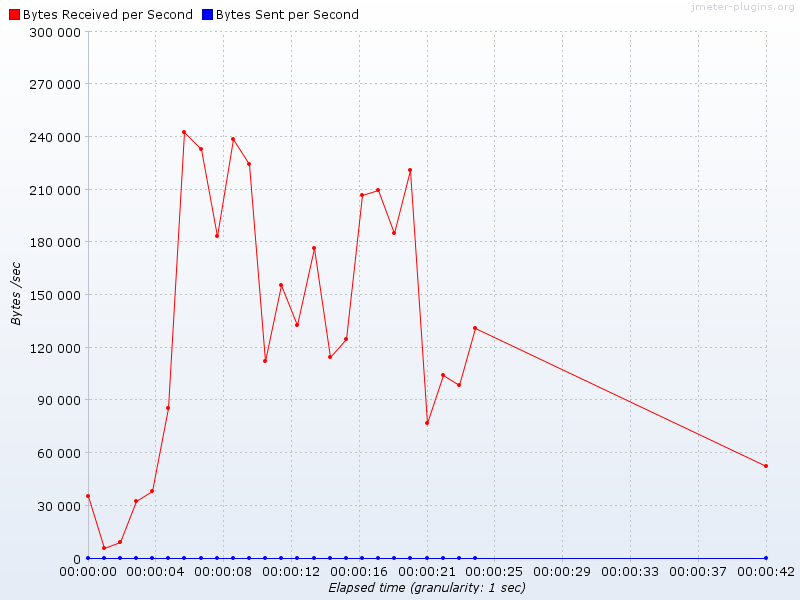 jmeter-plugins.org
Bytes Received per Second Bytes Sent per Second
300 000
270 000
240 000
210 000
180 000
150 000
120 000
90 000
60 000
30 000
0
Bytes /sec
00:00:00 00:00:04 00:00:08 00:00:12 00:00:16 00:00:21 00:00:25 00:00:29 00:00:33 00:00:37 00:00:42
Elapsed time (granularity: 1 sec)